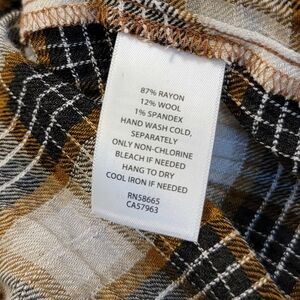 87% RAYON
12% WOOL
1% SPANDEX
HAND WASH COLD,
SEPARATELY
ONLY NON-CHLORINE
BLEACH IF NEEDED
HANG TO DRY
COOL IRON IF NEEDED
RN58665
CA57963